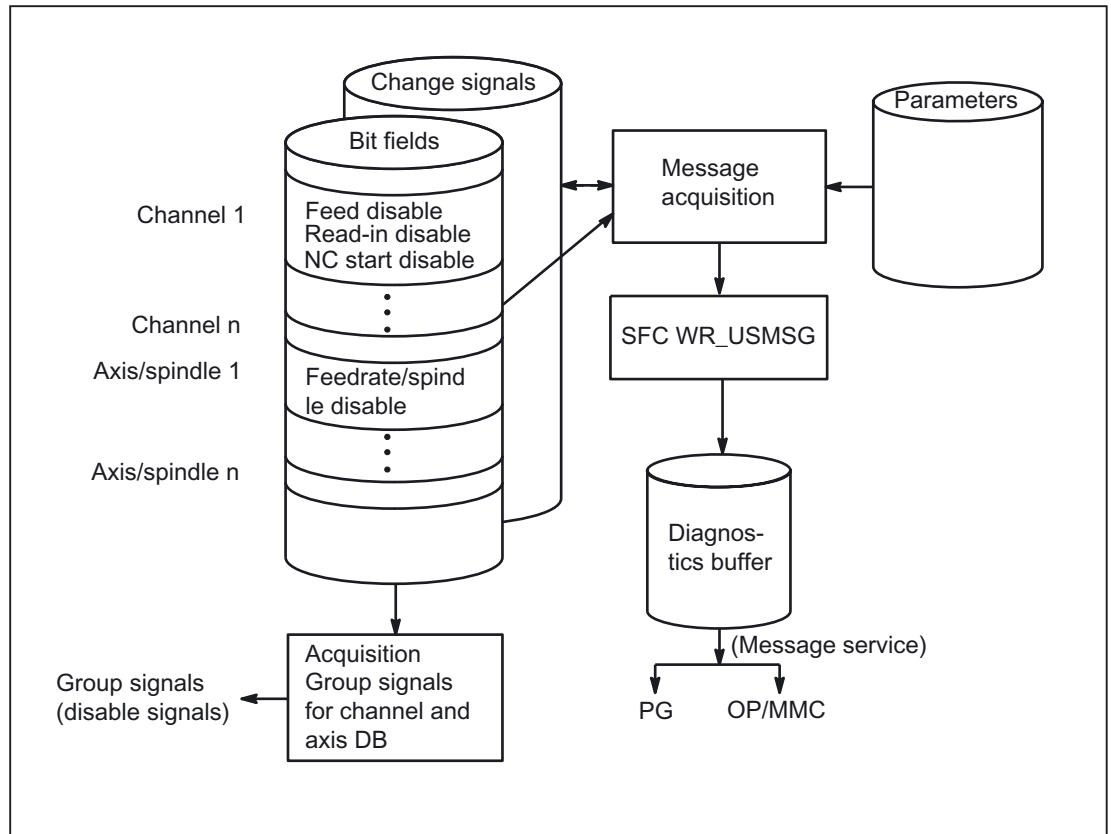 Change signals
Parameters
Bit fields
Message
acquisition
Channel 1
Feed disable
Read-in disable
NC start disable
Channel n
SFC WR_USMSG
Axis/spindle 1
Feedrate/spind
le disable
Axis/spindle n
Diagnos-
tics buffer
(Message service)
Acquisition
Group signals
for channel and
axis DB
Group signals
(disable signals)
PG
OP/MMC